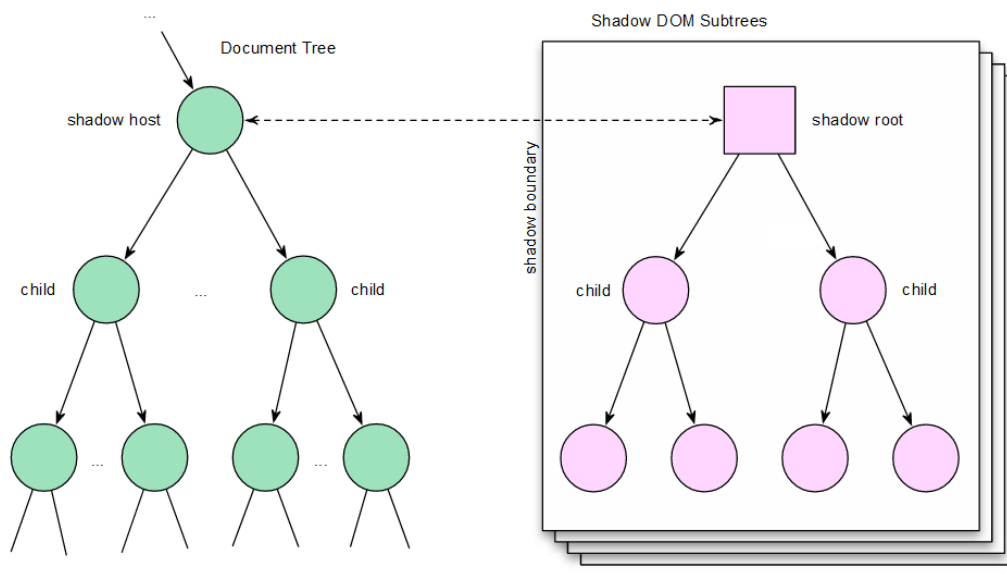 ...
Document Tree
Shadow DOM Subtrees
shadow host
shadow root
shadow boundary
child
...
child
child
child
...
...